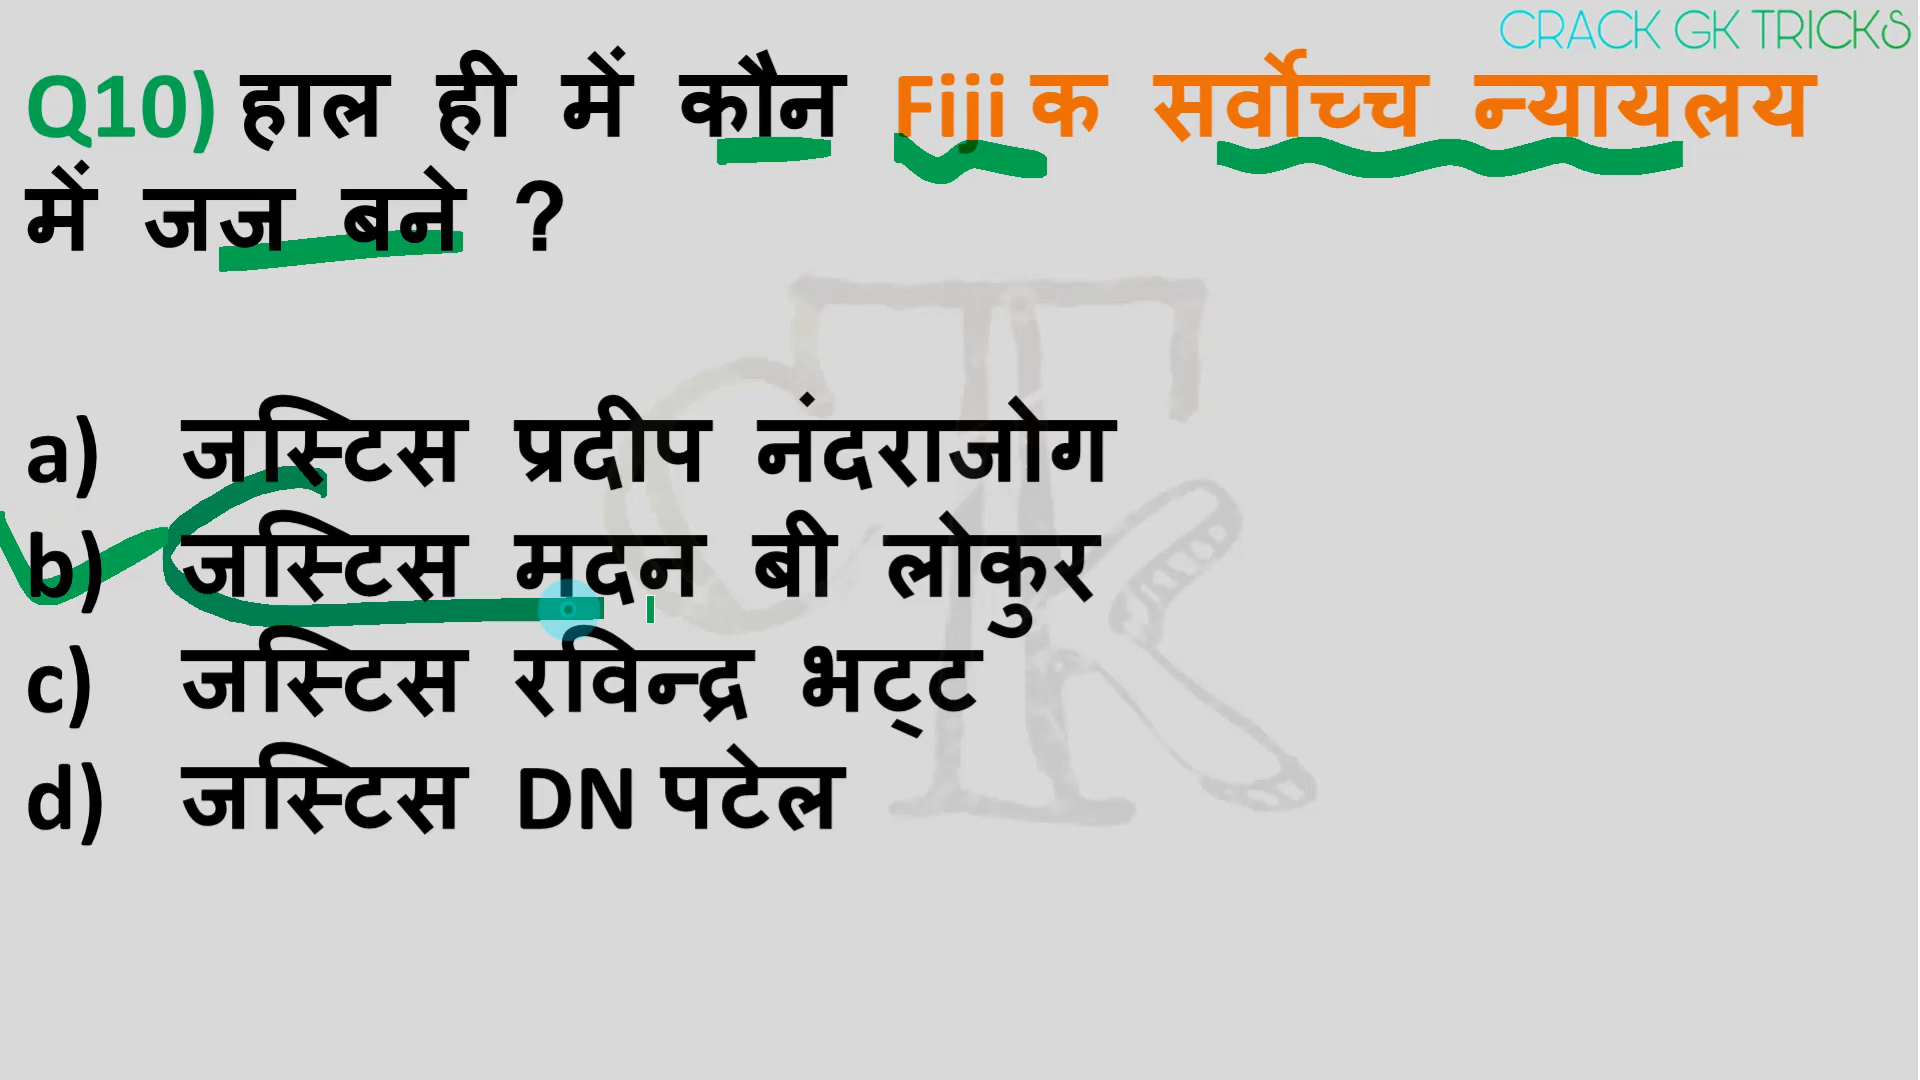 CRACK GK TRICKS
Q10) हाल ही में कौन Fiji क सर्वोच्च न्यायलय
में जज बने ?
a) जस्टिस प्रदीप नंदराजोग
b) जस्टिस मदन बी लोकुर
c) जस्टिस रविन्द्र भट्ट
d) जस्टिस DN पटेल